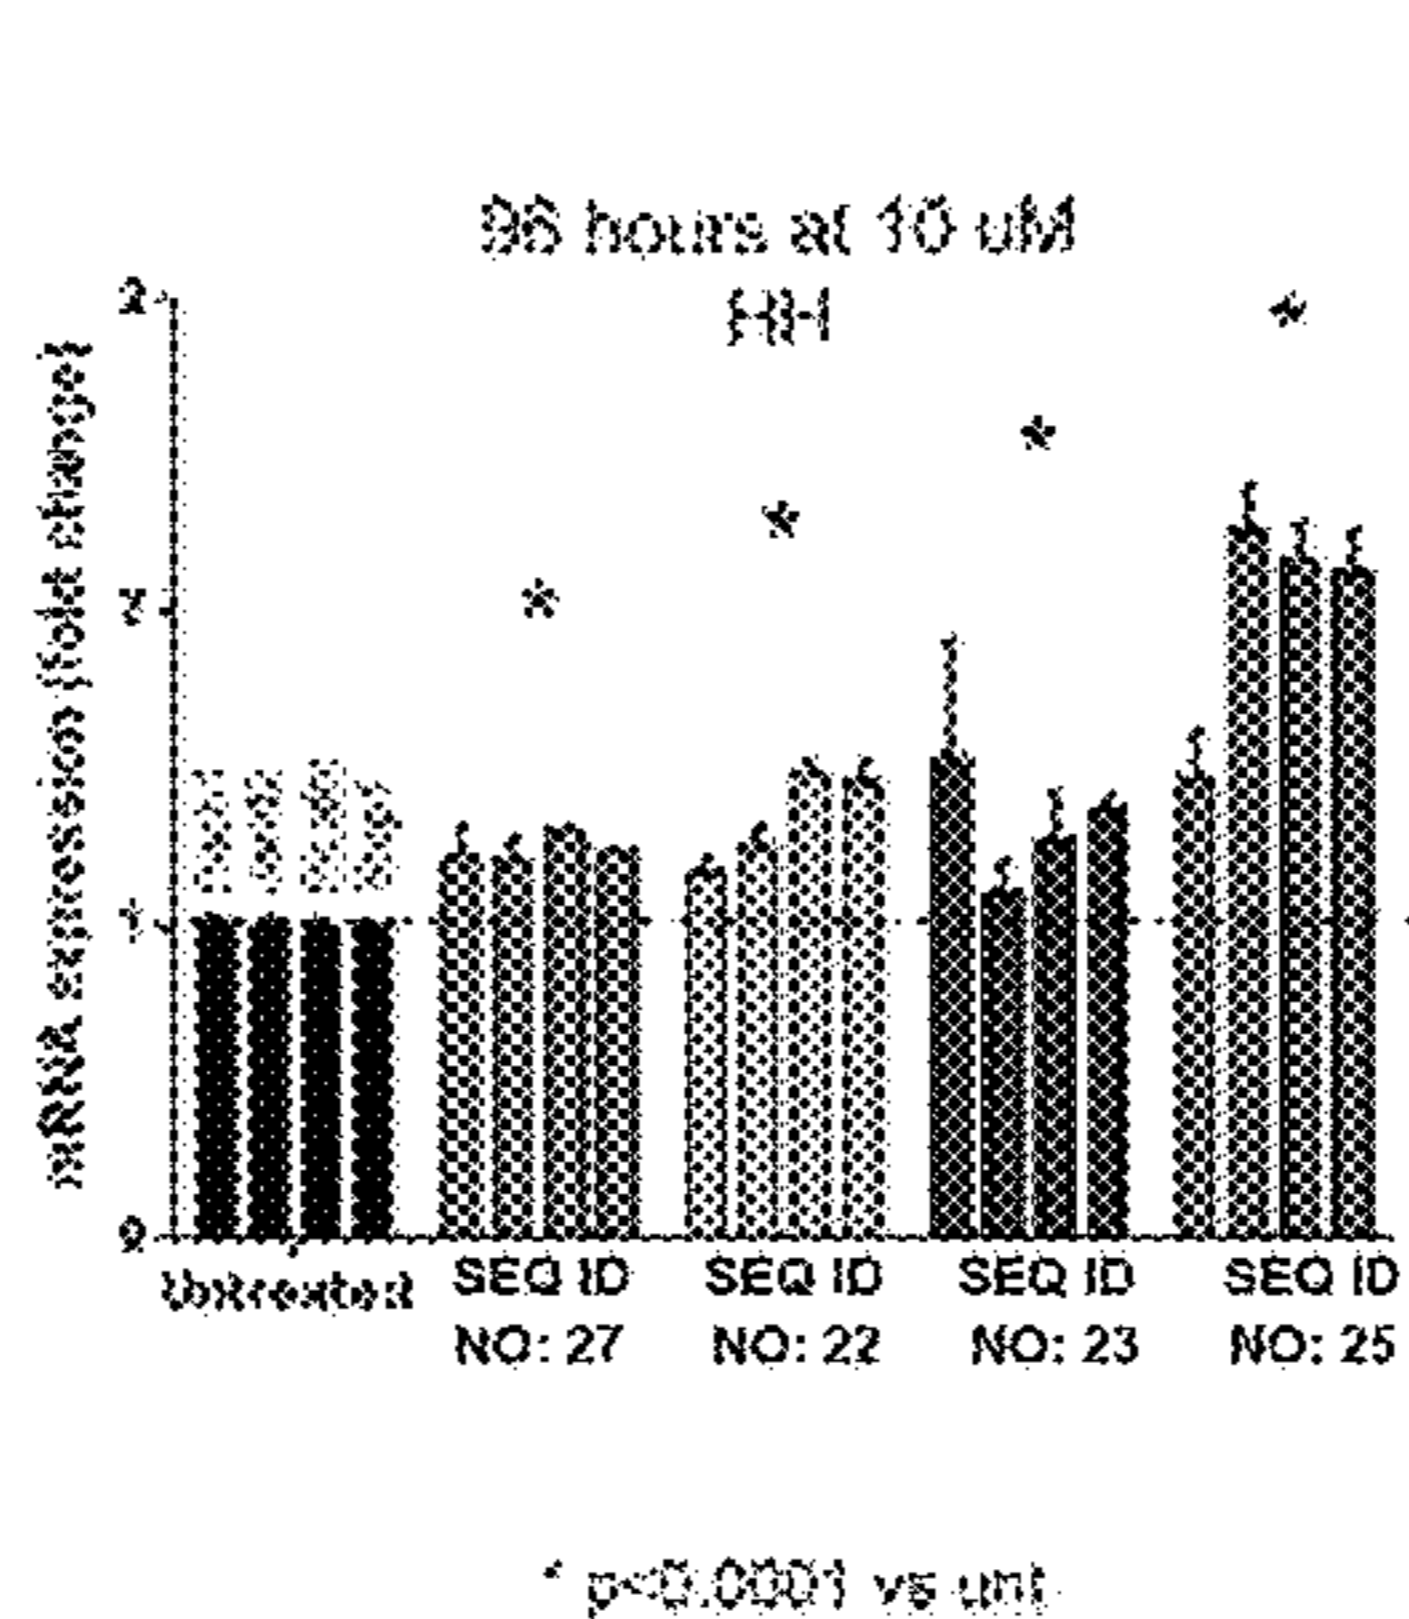 96 hours at 10 uM
2
1
0
mRNA expression (fold change)
Untreated
SEQ ID
NO: 27
SEQ ID
NO: 22
SEQ ID
NO: 23
SEQ ID
NO: 25
*
*
*
*
* p<0.0001 vs unt